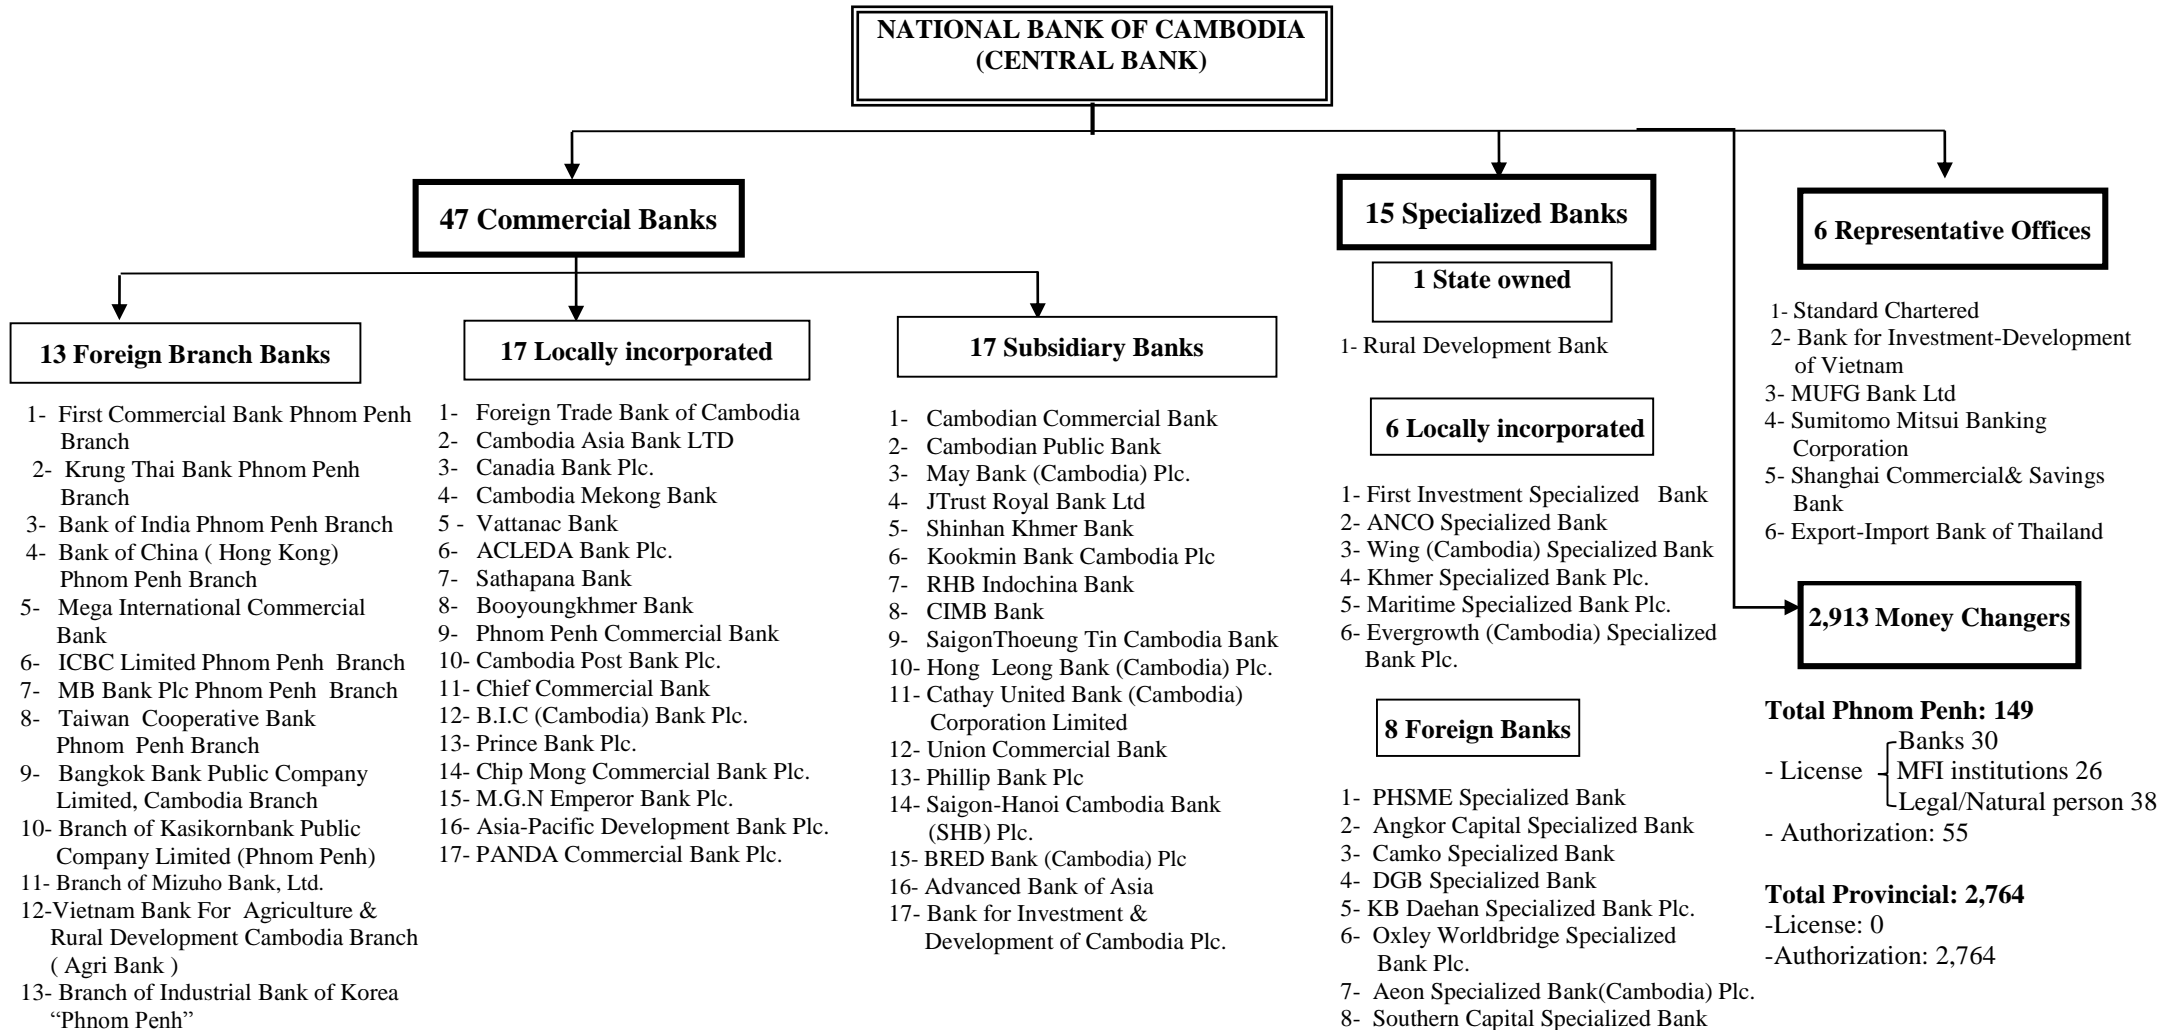 NATIONAL BANK OF CAMBODIA
(CENTRAL BANK)
47 Commercial Banks
13 Foreign Branch Banks
1- First Commercial Bank Phnom Penh
Branch
2- Krung Thai Bank Phnom Penh
Branch
3- Bank of India Phnom Penh Branch
4- Bank of China ( Hong Kong)
Phnom Penh Branch
5- Mega International Commercial
Bank
6- ICBC Limited Phnom Penh Branch
7- MB Bank Plc Phnom Penh Branch
8- Taiwan Cooperative Bank
Phnom Penh Branch
9- Bangkok Bank Public Company
Limited, Cambodia Branch
10- Branch of Kasikornbank Public
Company Limited (Phnom Penh)
11- Branch of Mizuho Bank, Ltd.
12-Vietnam Bank For Agriculture &
Rural Development Cambodia Branch
( Agri Bank )
13- Branch of Industrial Bank of Korea
“Phnom Penh”
17 Locally incorporated
1- Foreign Trade Bank of Cambodia
2- Cambodia Asia Bank LTD
3- Canadia Bank Plc.
4- Cambodia Mekong Bank
5 - Vattanac Bank
6- ACLEDA Bank Plc.
7- Sathapana Bank
8- Booyoungkhmer Bank
9- Phnom Penh Commercial Bank
10- Cambodia Post Bank Plc.
11- Chief Commercial Bank
12- B.I.C (Cambodia) Bank Plc.
13- Prince Bank Plc.
14- Chip Mong Commercial Bank Plc.
15- M.G.N Emperor Bank Plc.
16- Asia-Pacific Development Bank Plc.
17- PANDA Commercial Bank Plc.
17 Subsidiary Banks
1- Cambodian Commercial Bank
2- Cambodian Public Bank
3- May Bank (Cambodia) Plc.
4- JTrust Royal Bank Ltd
5- Shinhan Khmer Bank
6- Kookmin Bank Cambodia Plc
7- RHB Indochina Bank
8- CIMB Bank
9- SaigonThoeung Tin Cambodia Bank
10- Hong Leong Bank (Cambodia) Plc.
11- Cathay United Bank (Cambodia)
Corporation Limited
12- Union Commercial Bank
13- Phillip Bank Plc
14- Saigon-Hanoi Cambodia Bank
(SHB) Plc.
15- BRED Bank (Cambodia) Plc
16- Advanced Bank of Asia
17- Bank for Investment &
Development of Cambodia Plc.
15 Specialized Banks
1 State owned
1- Rural Development Bank
6 Locally incorporated
1- First Investment Specialized Bank
2- ANCO Specialized Bank
3- Wing (Cambodia) Specialized Bank
4- Khmer Specialized Bank Plc.
5- Maritime Specialized Bank Plc.
6- Evergrowth (Cambodia) Specialized
Bank Plc.
8 Foreign Banks
1- PHSME Specialized Bank
2- Angkor Capital Specialized Bank
3- Camko Specialized Bank
4- DGB Specialized Bank
5- KB Daehan Specialized Bank Plc.
6- Oxley Worldbridge Specialized
Bank Plc.
7- Aeon Specialized Bank(Cambodia) Plc.
8- Southern Capital Specialized Bank
6 Representative Offices
1- Standard Chartered
2- Bank for Investment-Development
of Vietnam
3- MUFG Bank Ltd
4- Sumitomo Mitsui Banking
Corporation
5- Shanghai Commercial& Savings
Bank
6- Export-Import Bank of Thailand
2,913 Money Changers
Total Phnom Penh: 149
Banks 30
- License MFI institutions 26
Legal/Natural person 38
- Authorization: 55
Total Provincial: 2,764
-License: 0
-Authorization: 2,764